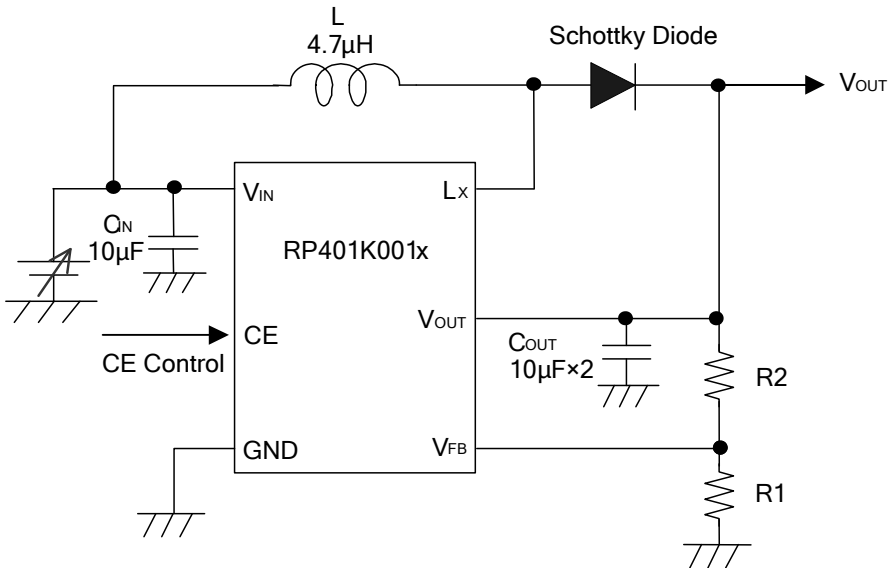 L
4.7µH
Schottky Diode
VOUT
VIN
LX
CIN
10µF
RP401K001x
VOUT
CE
COUT
10µF×2
CE Control
R2
GND
VFB
R1